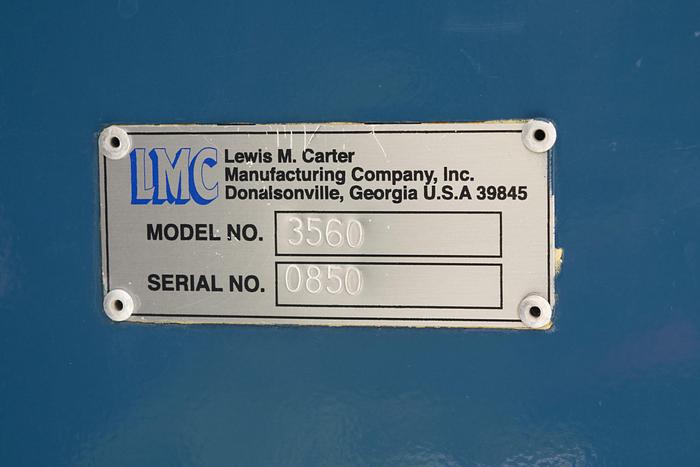 LMC
Lewis M. Carter
Manufacturing Company, Inc.
Donalsonville, Georgia U.S.A 39845
MODEL NO. 3560
SERIAL NO. 0850